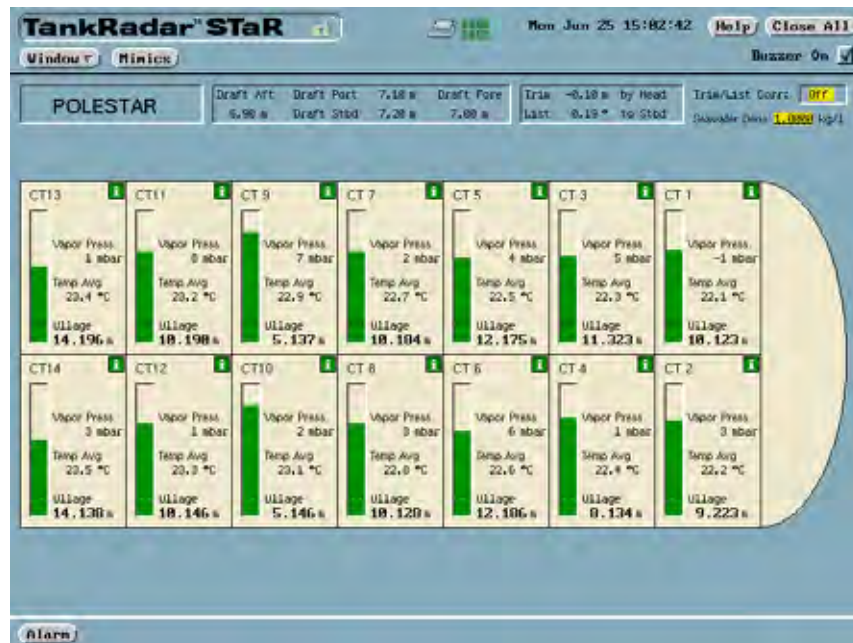 TankRadar STaR
Mon Jun 25 15:02:42
Help
Close All
Window
Mimics
Buzzer On
POLESTAR
Draft Aft
6.90 m
Draft Port 7.10 m
Draft Stbd 7.20 m
Draft Fore
7.00 m
Trim -0.10 m by Head
List 0.19 ° to Stbd
Trim/List Corr: Off
Seawater Dens 1.0000 kg/l
CT13
Vapor Press
1 mbar
Temp Avg
23.4 °C
Ullage
14.196 m
CT11
Vapor Press
0 mbar
Temp Avg
23.2 °C
Ullage
10.190 m
CT 9
Vapor Press
7 mbar
Temp Avg
22.9 °C
Ullage
5.137 m
CT 7
Vapor Press
2 mbar
Temp Avg
22.7 °C
Ullage
10.184 m
CT 5
Vapor Press
4 mbar
Temp Avg
22.5 °C
Ullage
12.175 m
CT 3
Vapor Press
5 mbar
Temp Avg
22.3 °C
Ullage
11.323 m
CT 1
Vapor Press
-1 mbar
Temp Avg
22.1 °C
Ullage
10.123 m
CT14
Vapor Press
3 mbar
Temp Avg
23.5 °C
Ullage
14.138 m
CT12
Vapor Press
1 mbar
Temp Avg
23.3 °C
Ullage
10.146 m
CT10
Vapor Press
2 mbar
Temp Avg
23.1 °C
Ullage
5.146 m
CT 8
Vapor Press
mbar
Temp Avg
22.8 °C
Ullage
10.128 m
CT 6
Vapor Press
6 mbar
Temp Avg
22.6 °C
Ullage
12.186 m
CT 4
Vapor Press
1 mbar
Temp Avg
22.4 °C
Ullage
8.134 m
CT 2
Vapor Press
3 mbar
Temp Avg
22.2 °C
Ullage
9.223 m
Alarm